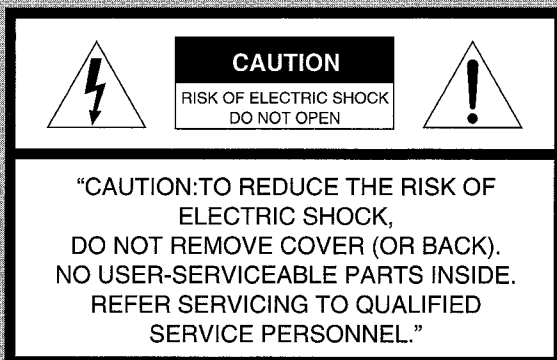 CAUTION
RISK OF ELECTRIC SHOCK
DO NOT OPEN
“CAUTION:TO REDUCE THE RISK OF
ELECTRIC SHOCK,
DO NOT REMOVE COVER (OR BACK).
NO USER-SERVICEABLE PARTS INSIDE.
REFER SERVICING TO QUALIFIED
SERVICE PERSONNEL.”